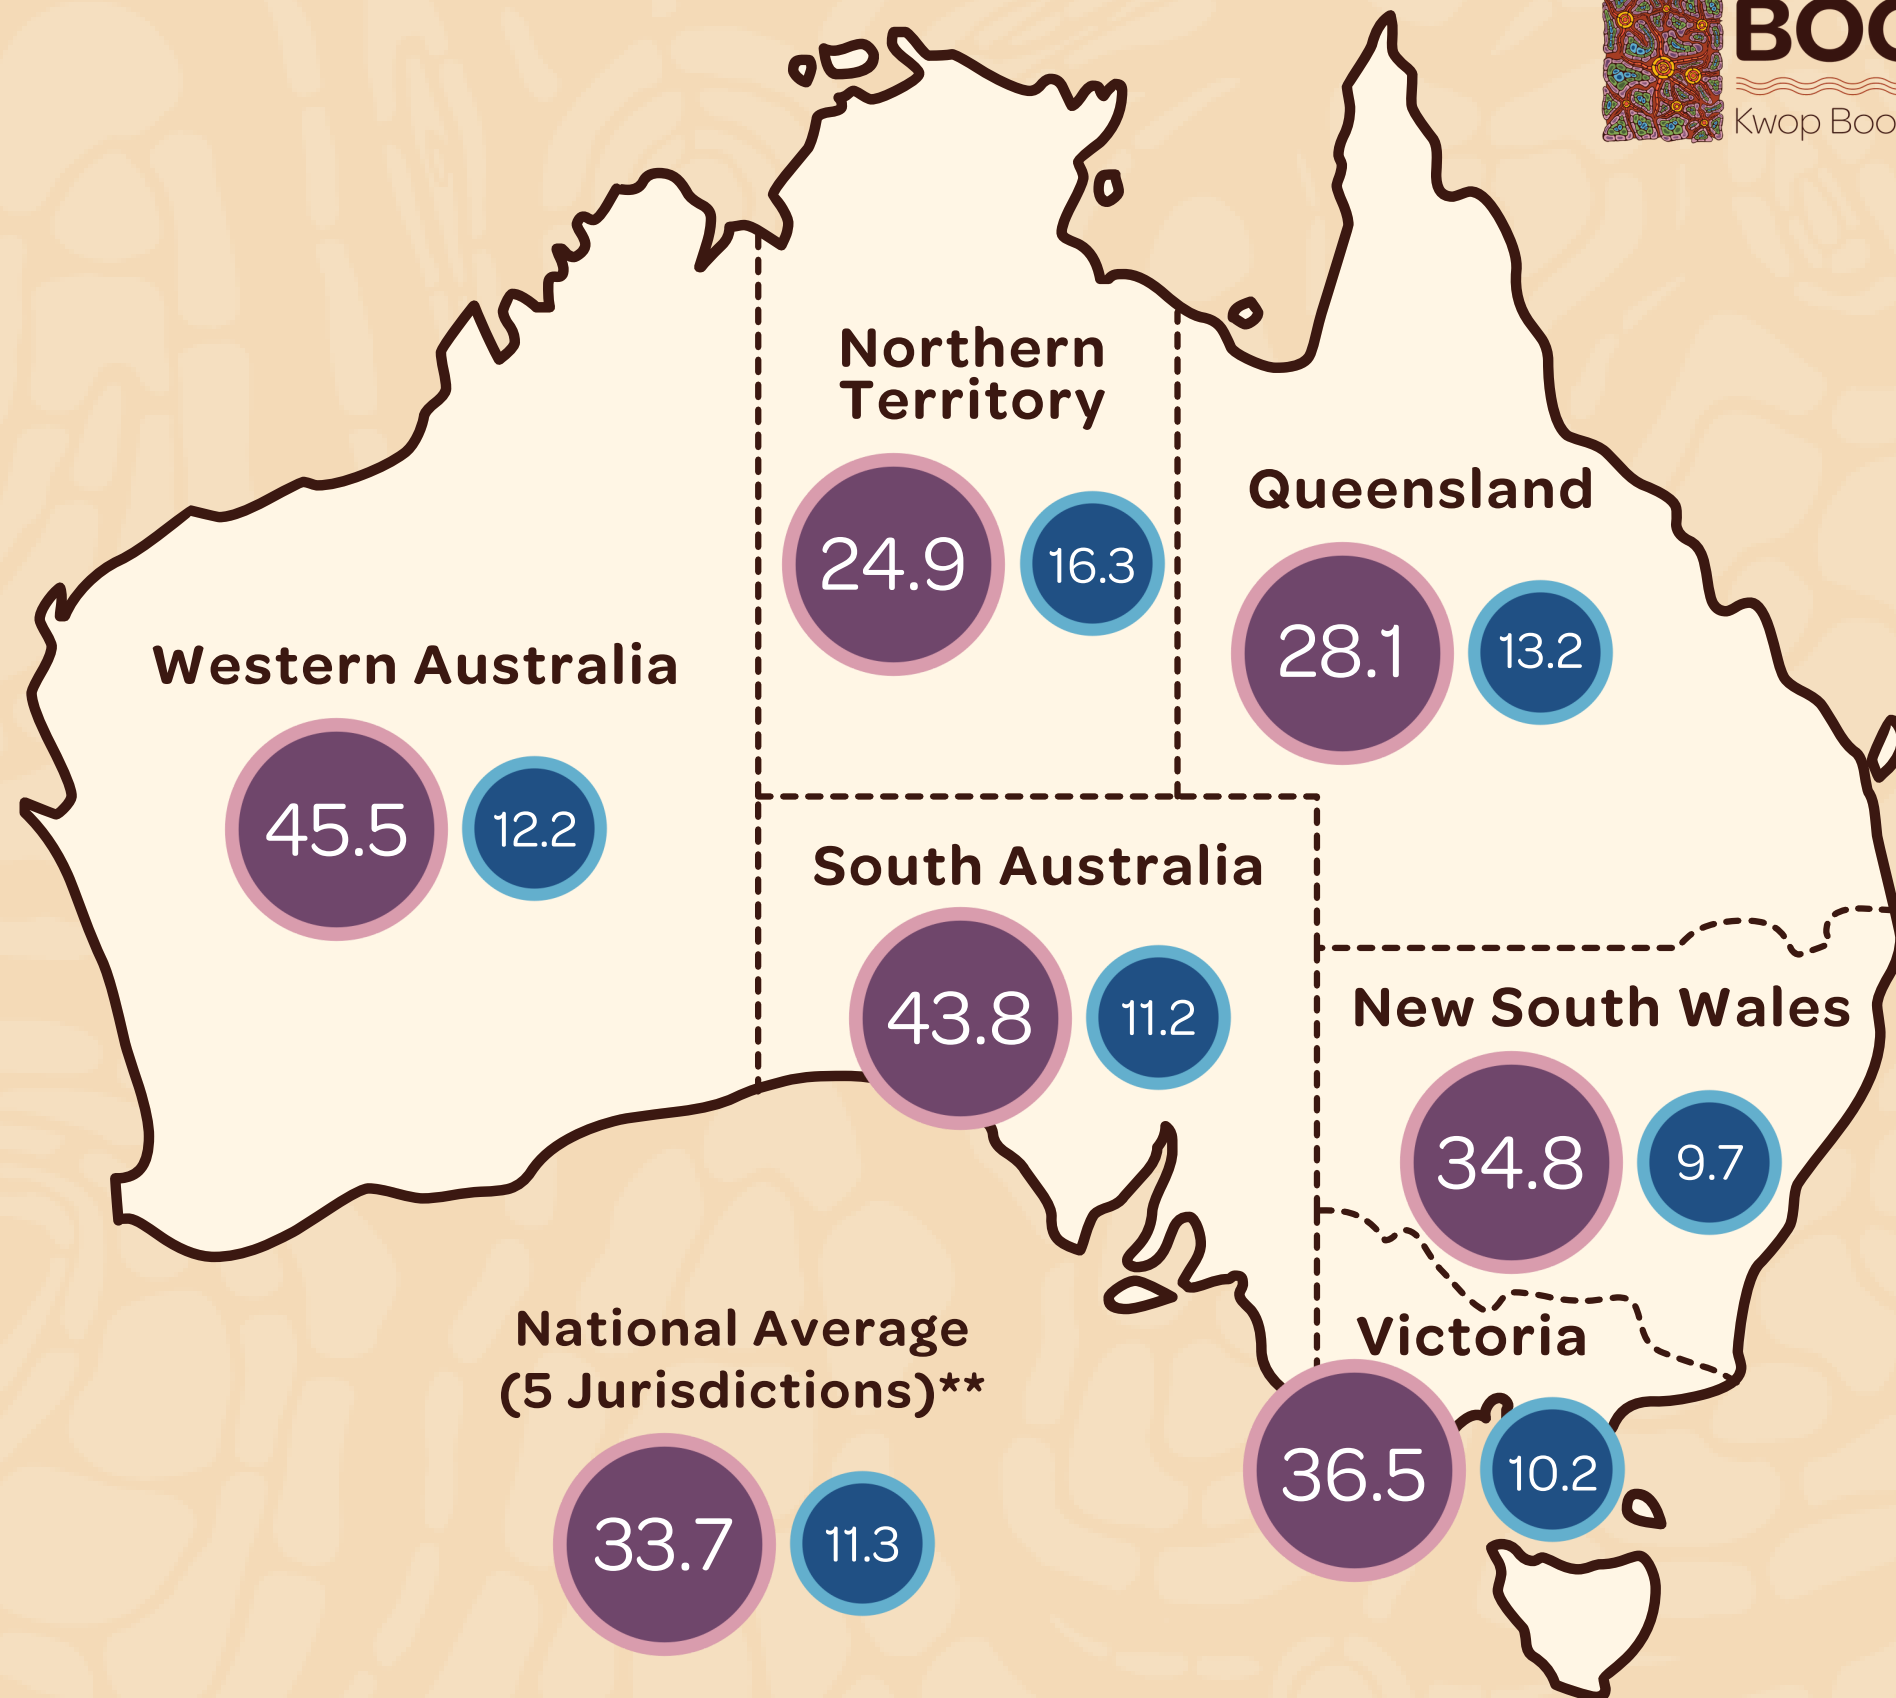 Kwop
Northern
Territory
24.9
16.3
Queensland
28.1
13.2
Western Australia
45.5
12.2
South Australia
43.8
11.2
New South Wales
34.8
9.7
Victoria
36.5
10.2
National Average
(5 Jurisdictions)**
33.7
11.3